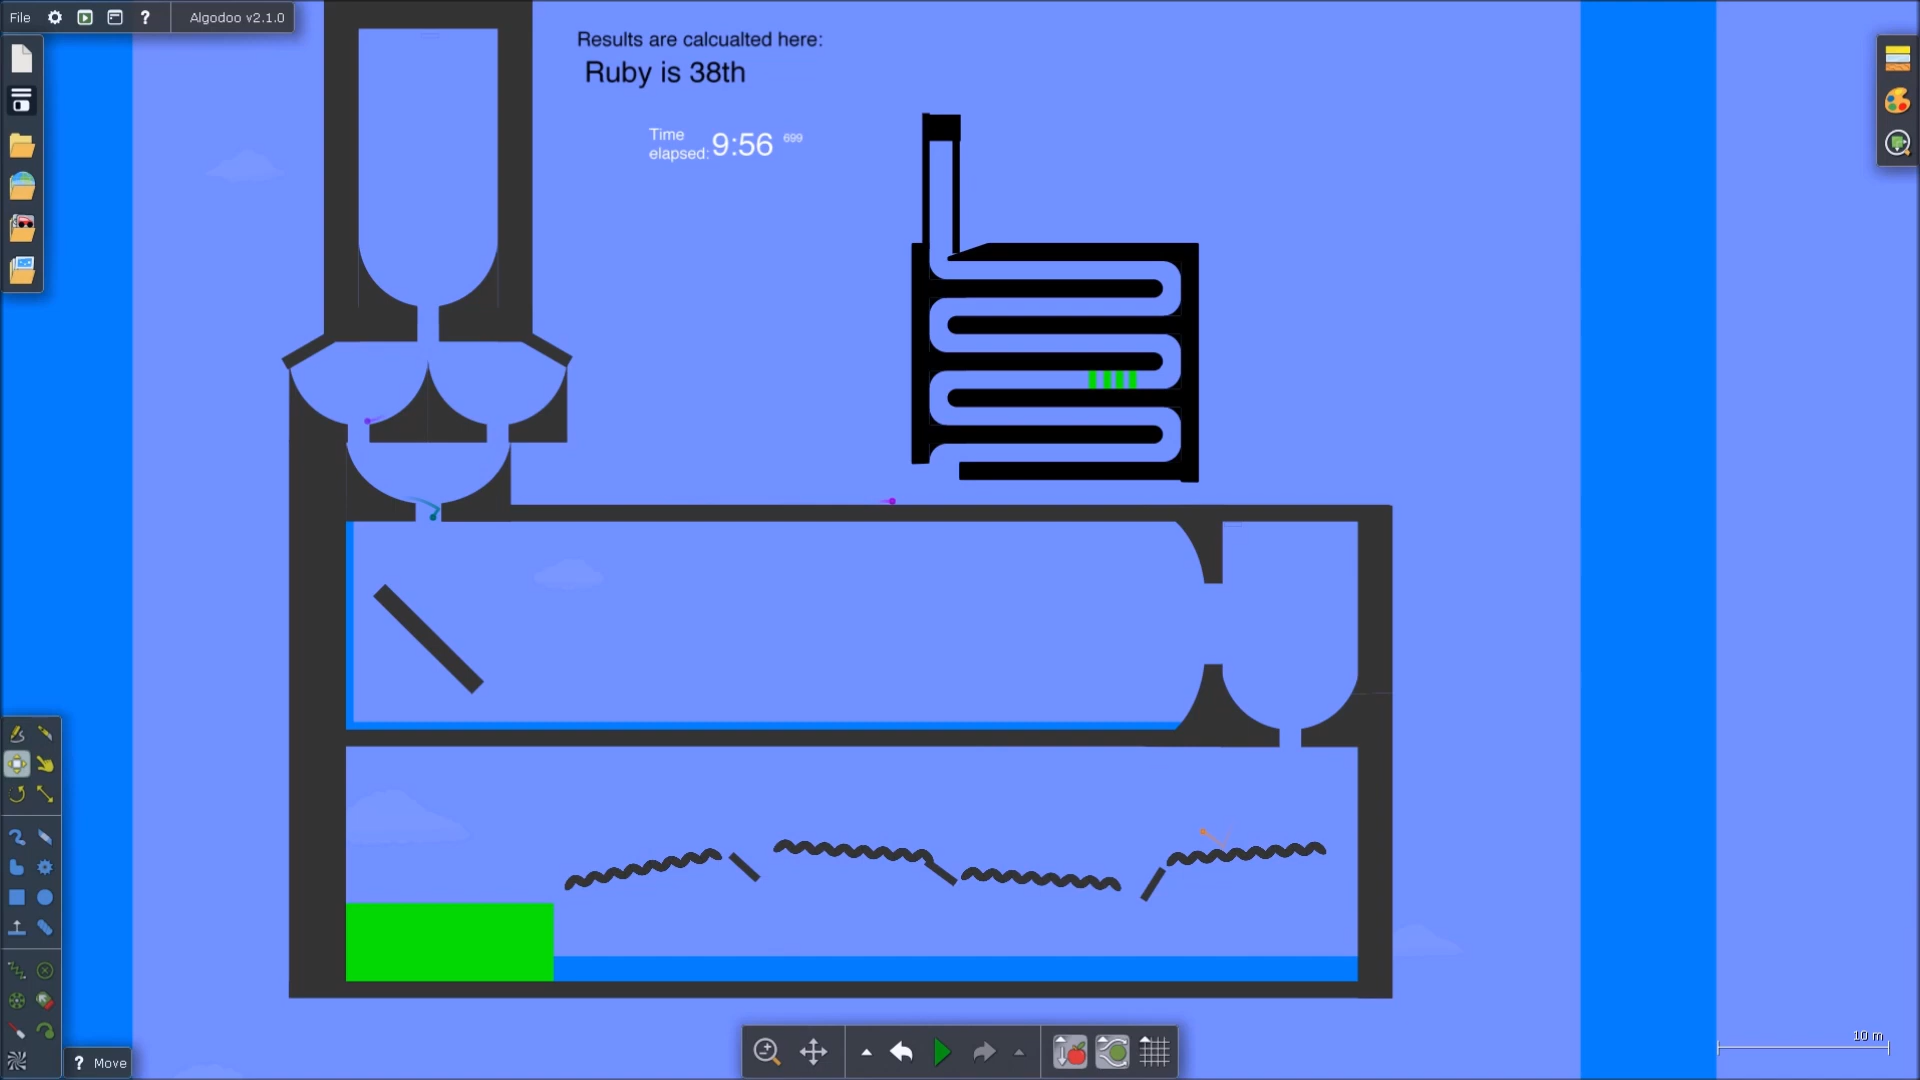 File ? Algodoo v2.1.0
Results are calcualted here:
Ruby is 38th
Time
elapsed: 9:56 699
? Move
10 m